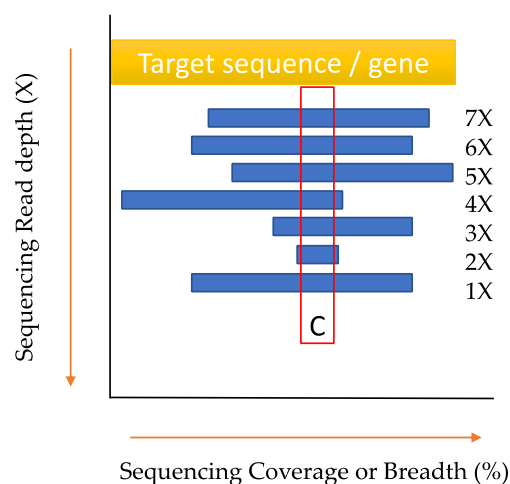 Target sequence / gene
7X
6X
5X
4X
3X
2X
1X
C
Sequencing Read depth (X)
Sequencing Coverage or Breadth (%)